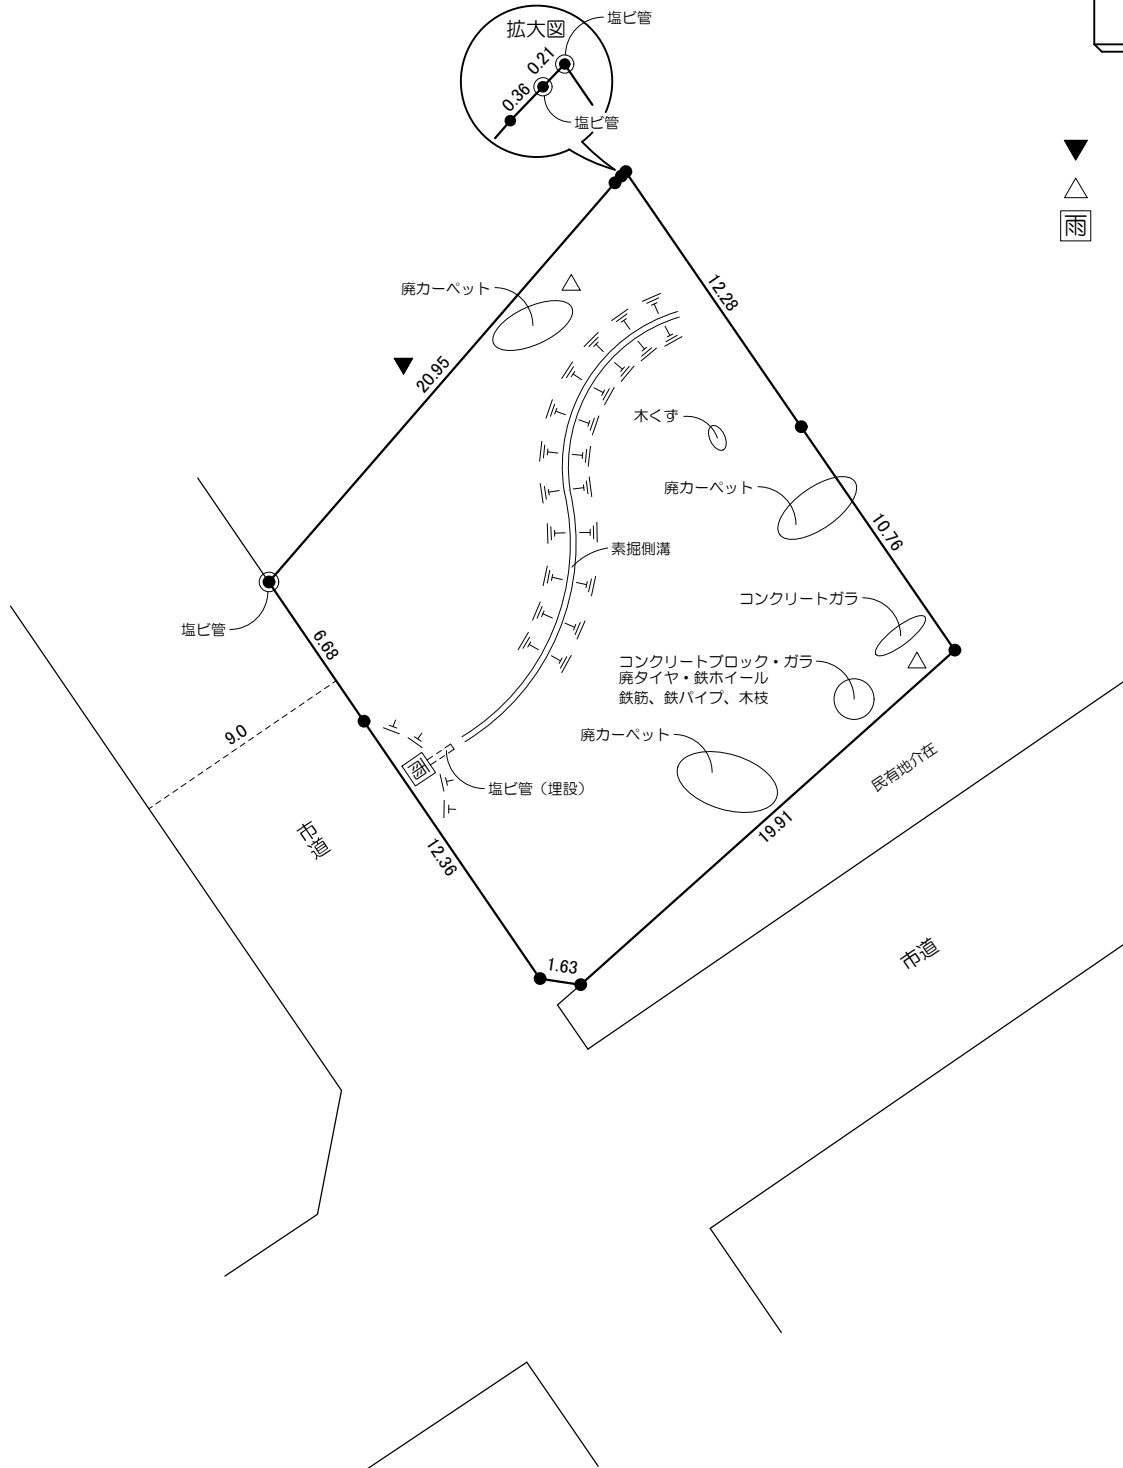 拡大図
塩ビ管
0.21
0.36
塩ビ管
雨
12.28
廃カーペット
20.95
木くず
廃カーペット
10.76
素掘側溝
コンクリートガラ
塩ビ管
6.68
コンクリートブロック・ガラ
廃タイヤ・鉄ホイール
鉄筋、鉄パイプ、木枝
9.0
廃カーペット
雨
塩ビ管（埋設）
民有地介在
市道
12.36
19.91
市道
1.63